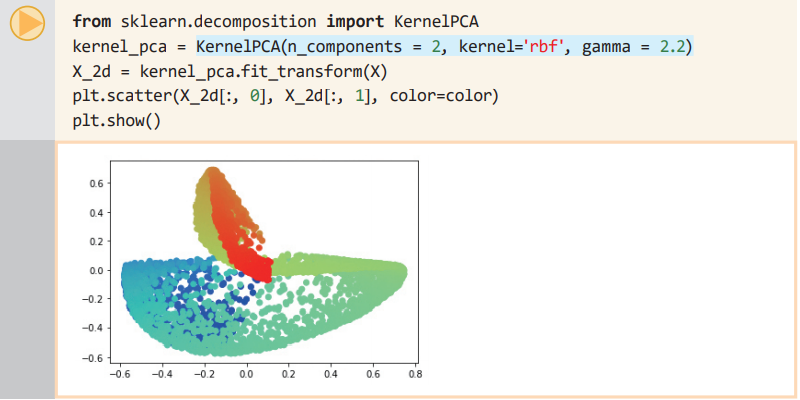 from sklearn.decomposition import KernelPCA
kernel_pca = KernelPCA(n_components = 2, kernel='rbf', gamma = 2.2)
X_2d = kernel_pca.fit_transform(X)
plt.scatter(X_2d[:, 0], X_2d[:, 1], color=color)
plt.show()
0.6
0.4
0.2
0.0
−0.2
−0.4
−0.6
−0.6 −0.4 −0.2 0.0 0.2 0.4 0.6 0.8